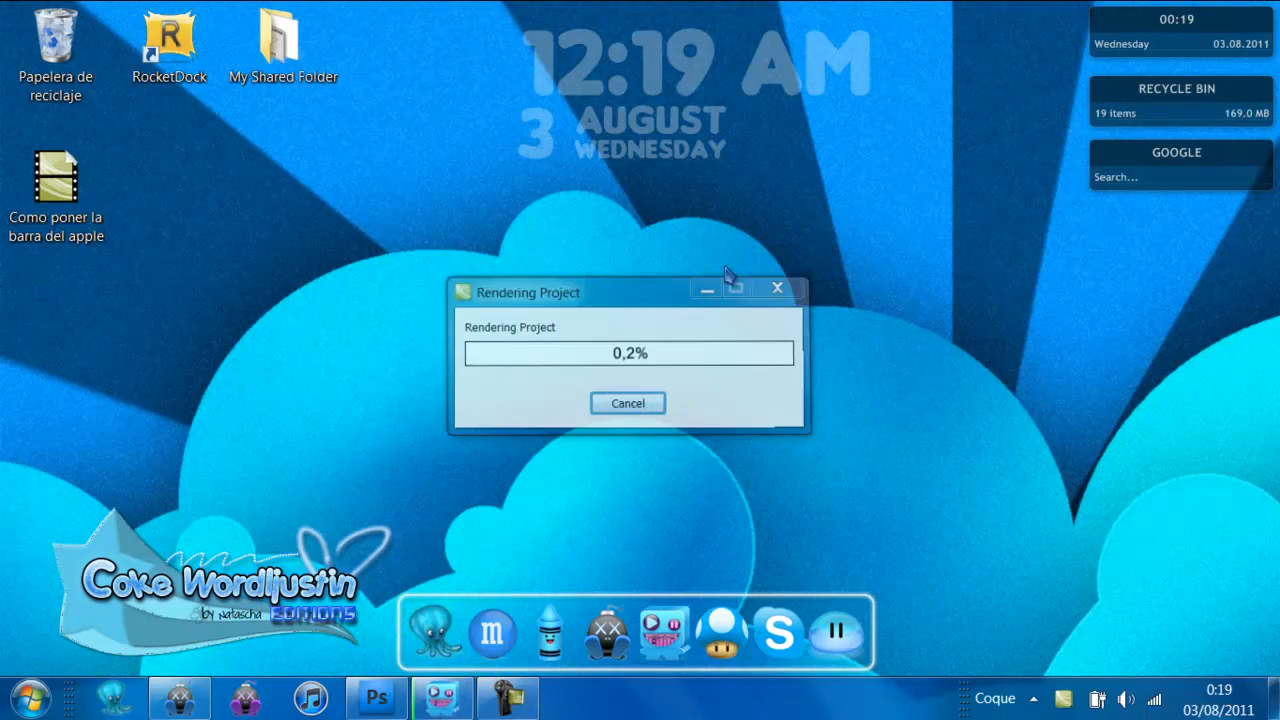 Papelera de
reciclaje
RocketDock
My Shared Folder
Como poner la
barra del apple
12:19 AM
3
AUGUST
WEDNESDAY
00:19
Wednesday 03.08.2011
RECYCLE BIN
19 items 169.0 MB
GOOGLE
Search...
Rendering Project
Rendering Project
0,2%
Cancel
Coke Wordljustin
by Natascha EDITIONS
m
S
Ps
Coque
0:19
03/08/2011